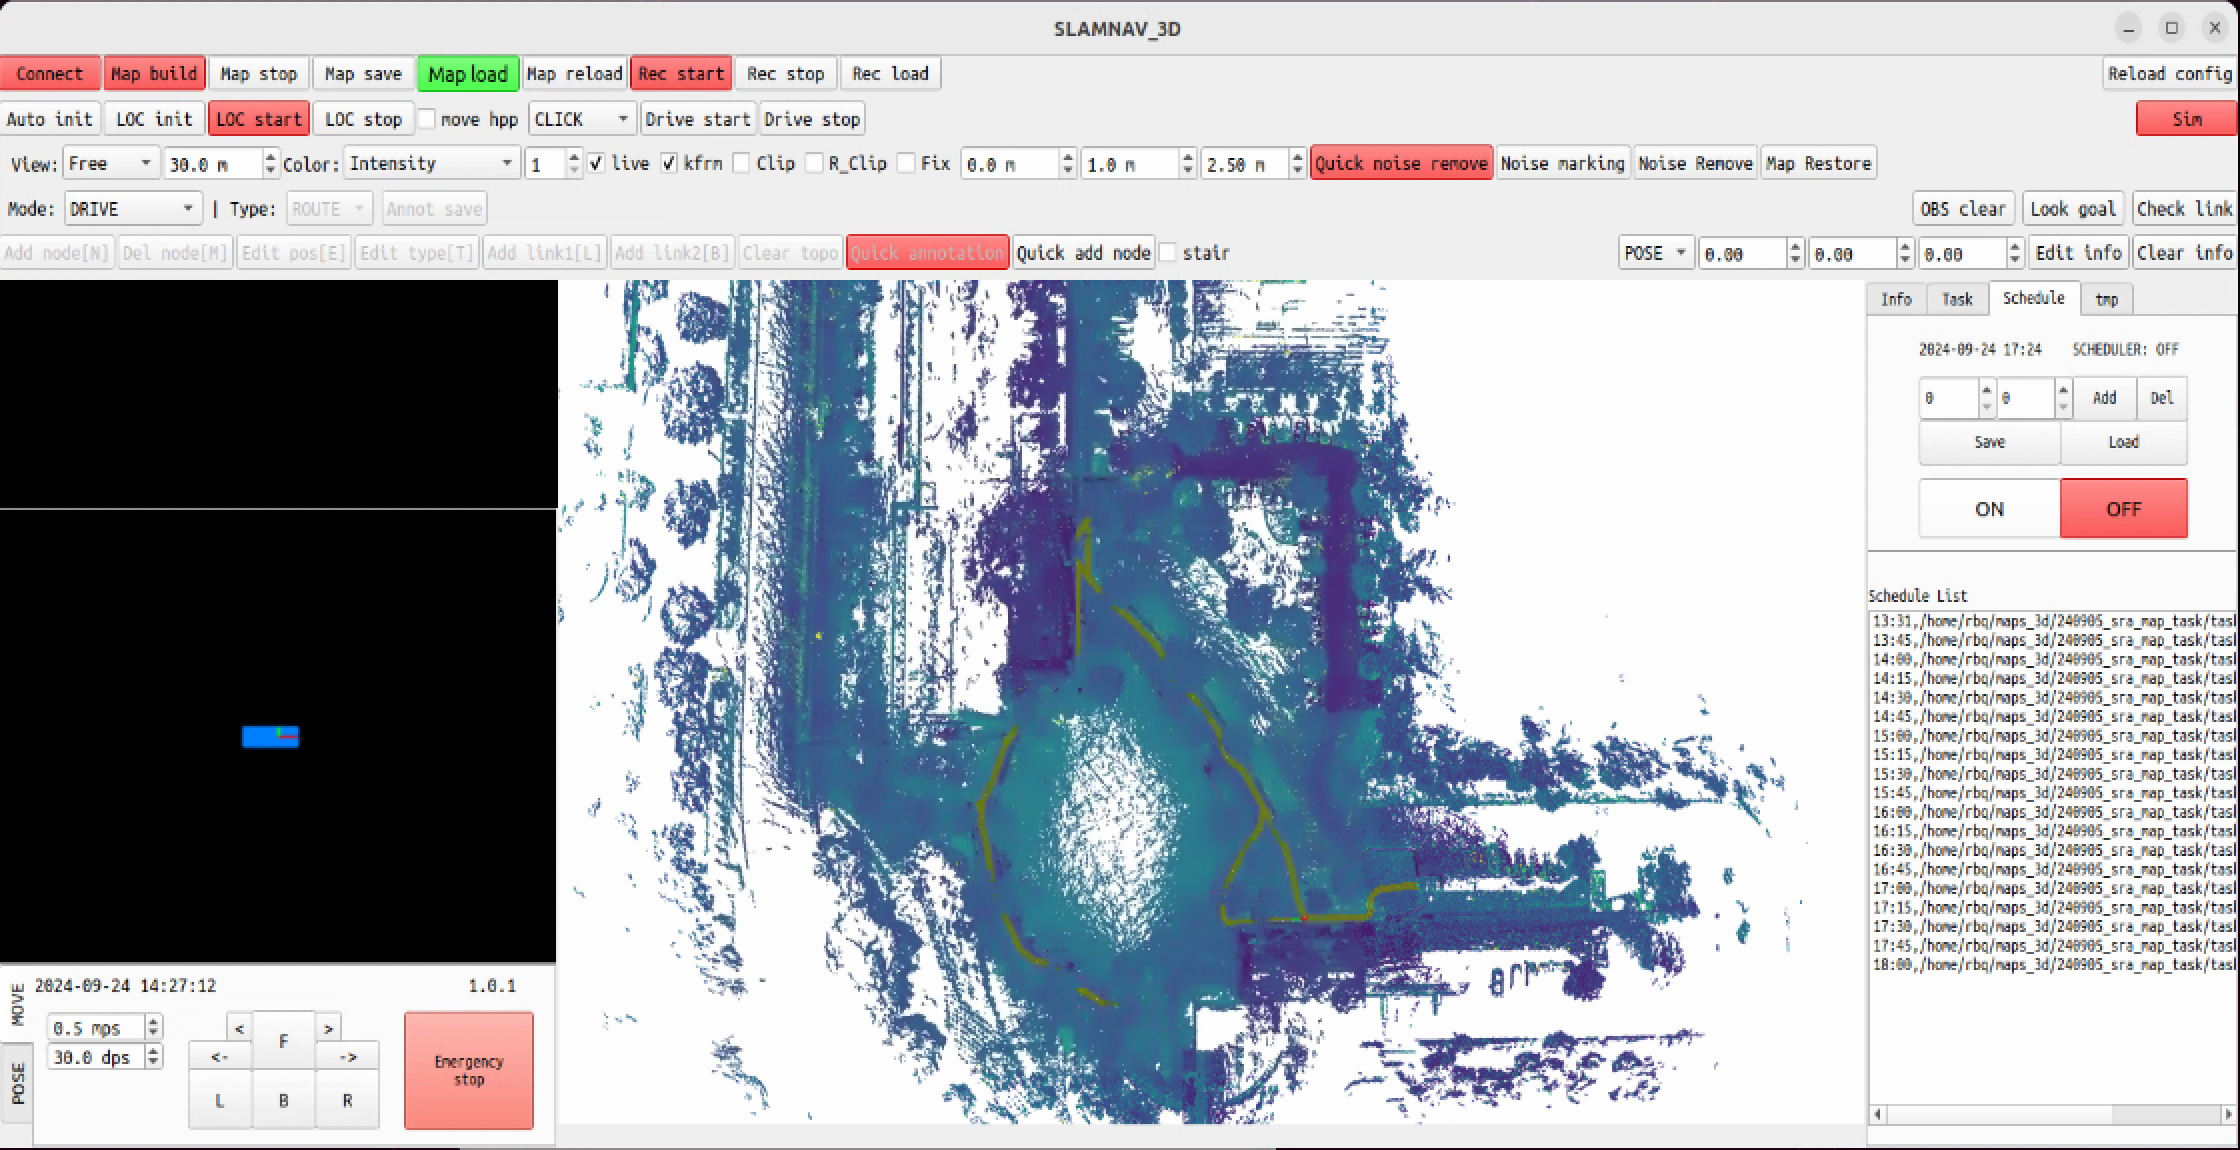 SLAMNAV_3D
Connect Map build Map stop Map save Map load Map reload Rec start Rec stop Rec load Reload config
Auto init LOC init LOC start LOC stop move hpp CLICK Drive start Drive stop Sim
View: Free 30.0 m Color: Intensity 1 live kfrm Clip R_Clip Fix 0.0 m 1.0 m 2.50 m Quick noise remove Noise marking Noise Remove Map Restore
Mode: DRIVE | Type: ROUTE Annot save OBS clear Look goal Check link
Add node[N] Del node[M] Edit pos[E] Edit type[T] Add link1[L] Add link2[B] Clear topo Quick annotation Quick add node stair POSE 0.00 0.00 0.00 Edit info Clear info
Info Task Schedule tmp
2024-09-24 17:24 SCHEDULER: OFF
0 0 Add Del
Save Load
ON OFF
Schedule List
13:31,/home/rbq/maps_3d/240905_sra_map_task/tas
13:45,/home/rbq/maps_3d/240905_sra_map_task/tas
14:00,/home/rbq/maps_3d/240905_sra_map_task/tas
14:15,/home/rbq/maps_3d/240905_sra_map_task/tas
14:30,/home/rbq/maps_3d/240905_sra_map_task/tas
14:45,/home/rbq/maps_3d/240905_sra_map_task/tas
15:00,/home/rbq/maps_3d/240905_sra_map_task/tas
15:15,/home/rbq/maps_3d/240905_sra_map_task/tas
15:30,/home/rbq/maps_3d/240905_sra_map_task/tas
15:45,/home/rbq/maps_3d/240905_sra_map_task/tas
16:00,/home/rbq/maps_3d/240905_sra_map_task/tas
16:15,/home/rbq/maps_3d/240905_sra_map_task/tas
16:30,/home/rbq/maps_3d/240905_sra_map_task/tas
16:45,/home/rbq/maps_3d/240905_sra_map_task/tas
17:00,/home/rbq/maps_3d/240905_sra_map_task/tas
17:15,/home/rbq/maps_3d/240905_sra_map_task/tas
17:30,/home/rbq/maps_3d/240905_sra_map_task/tas
17:45,/home/rbq/maps_3d/240905_sra_map_task/tas
18:00,/home/rbq/maps_3d/240905_sra_map_task/tas
MOVE
POSE
2024-09-24 14:27:12 1.0.1
0.5 mps
30.0 dps
< F >
<- ->
L B R
Emergency
stop